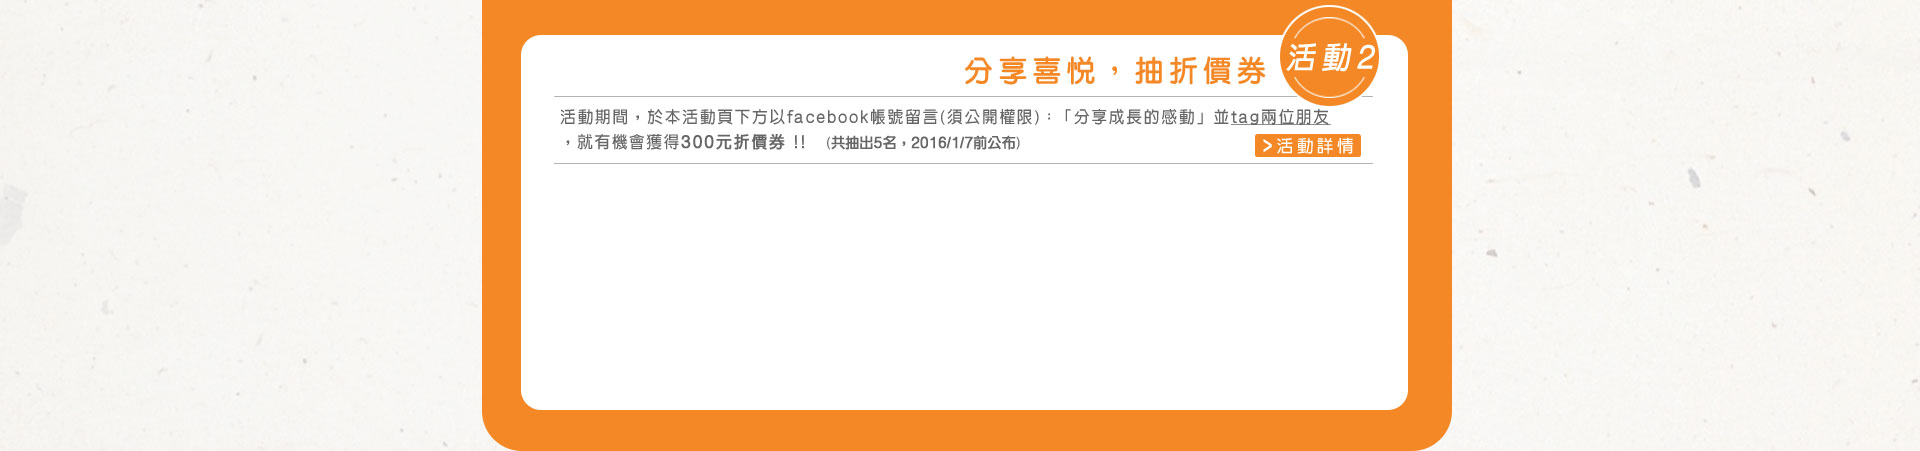 活動2
分享喜悦，抽折價券
活動期間，於本活動頁下方以facebook帳號留言(須公開權限)：「分享成長的感動」並tag兩位朋友
，就有機會獲得300元折價券 !! (共抽出5名，2016/1/7前公布)
>活動詳情